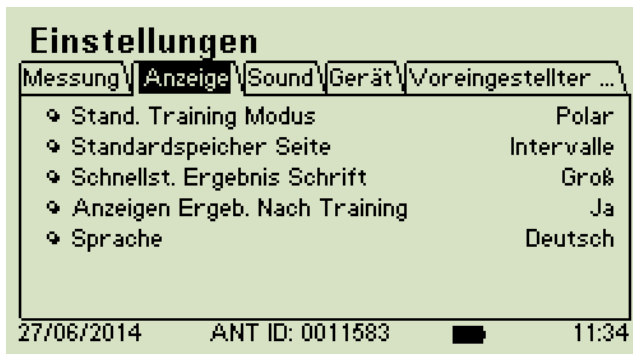 Einstellungen
Messung Anzeige Sound Gerät Voreingestellter ...
Stand. Training Modus Polar
Standardspeicher Seite Intervalle
Schnellst. Ergebnis Schrift Groß
Anzeigen Ergeb. Nach Training Ja
Sprache Deutsch
27/06/2014 ANT ID: 0011583 11:34